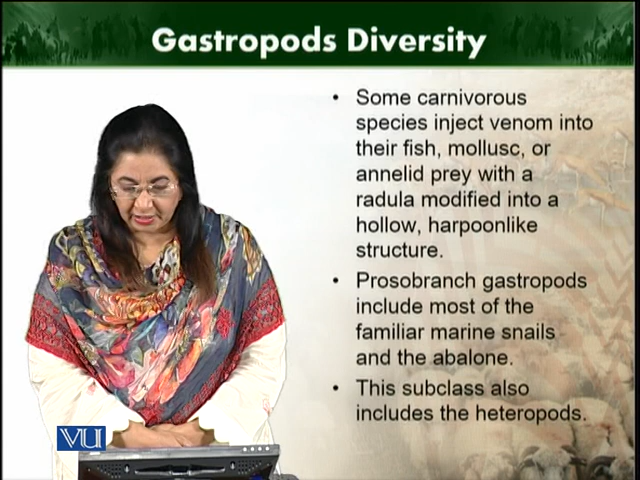 Gastropods Diversity
• Some carnivorous
species inject venom into
their fish, mollusc, or
annelid prey with a
radula modified into a
hollow, harpoonlike
structure.
• Prosobranch gastropods
include most of the
familiar marine snails
and the abalone.
• This subclass also
includes the heteropods.
VU